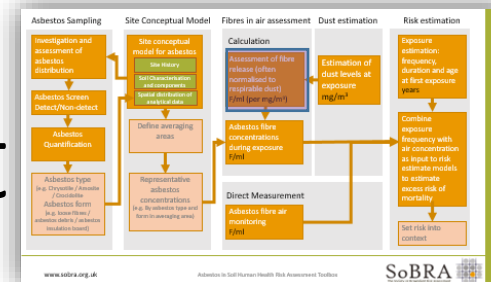 Asbestos Sampling
Investigation and
assessment of
asbestos
distribution
Asbestos Screen
Detect/Non-detect
Asbestos
Quantification
Asbestos type
(e.g. Chrysotile / Amosite
/ Crocidolite
Asbestos form
(e.g. loose fibres /
asbestos debris / asbestos
insulation board)
Site Conceptual Model
Site conceptual
model for asbestos
Site History
Soil Characterisation
and components
Spatial distribution of
analytical data
Define averaging
areas
Representative
asbestos
concentrations
(e.g. By asbestos type and
form in averaging area)
Fibres in air assessment
Calculation
Assessment of fibre
release (often
normalised to
respirable dust)
F/ml (per mg/m³)
Asbestos fibre
concentrations
during exposure
F/ml
Direct Measurement
Asbestos fibre air
monitoring
F/ml
Dust estimation
Estimation of
dust levels at
exposure
mg/m³
Risk estimation
Exposure
estimation:
frequency,
duration and age
at first exposure
years
Combine
exposure
frequency with
air concentration
as input to risk
estimate models
to estimate
excess risk of
mortality
Set risk into
context
www.sobra.org.uk
Asbestos in Soil Human Health Risk Assessment Toolbox
SoBRA